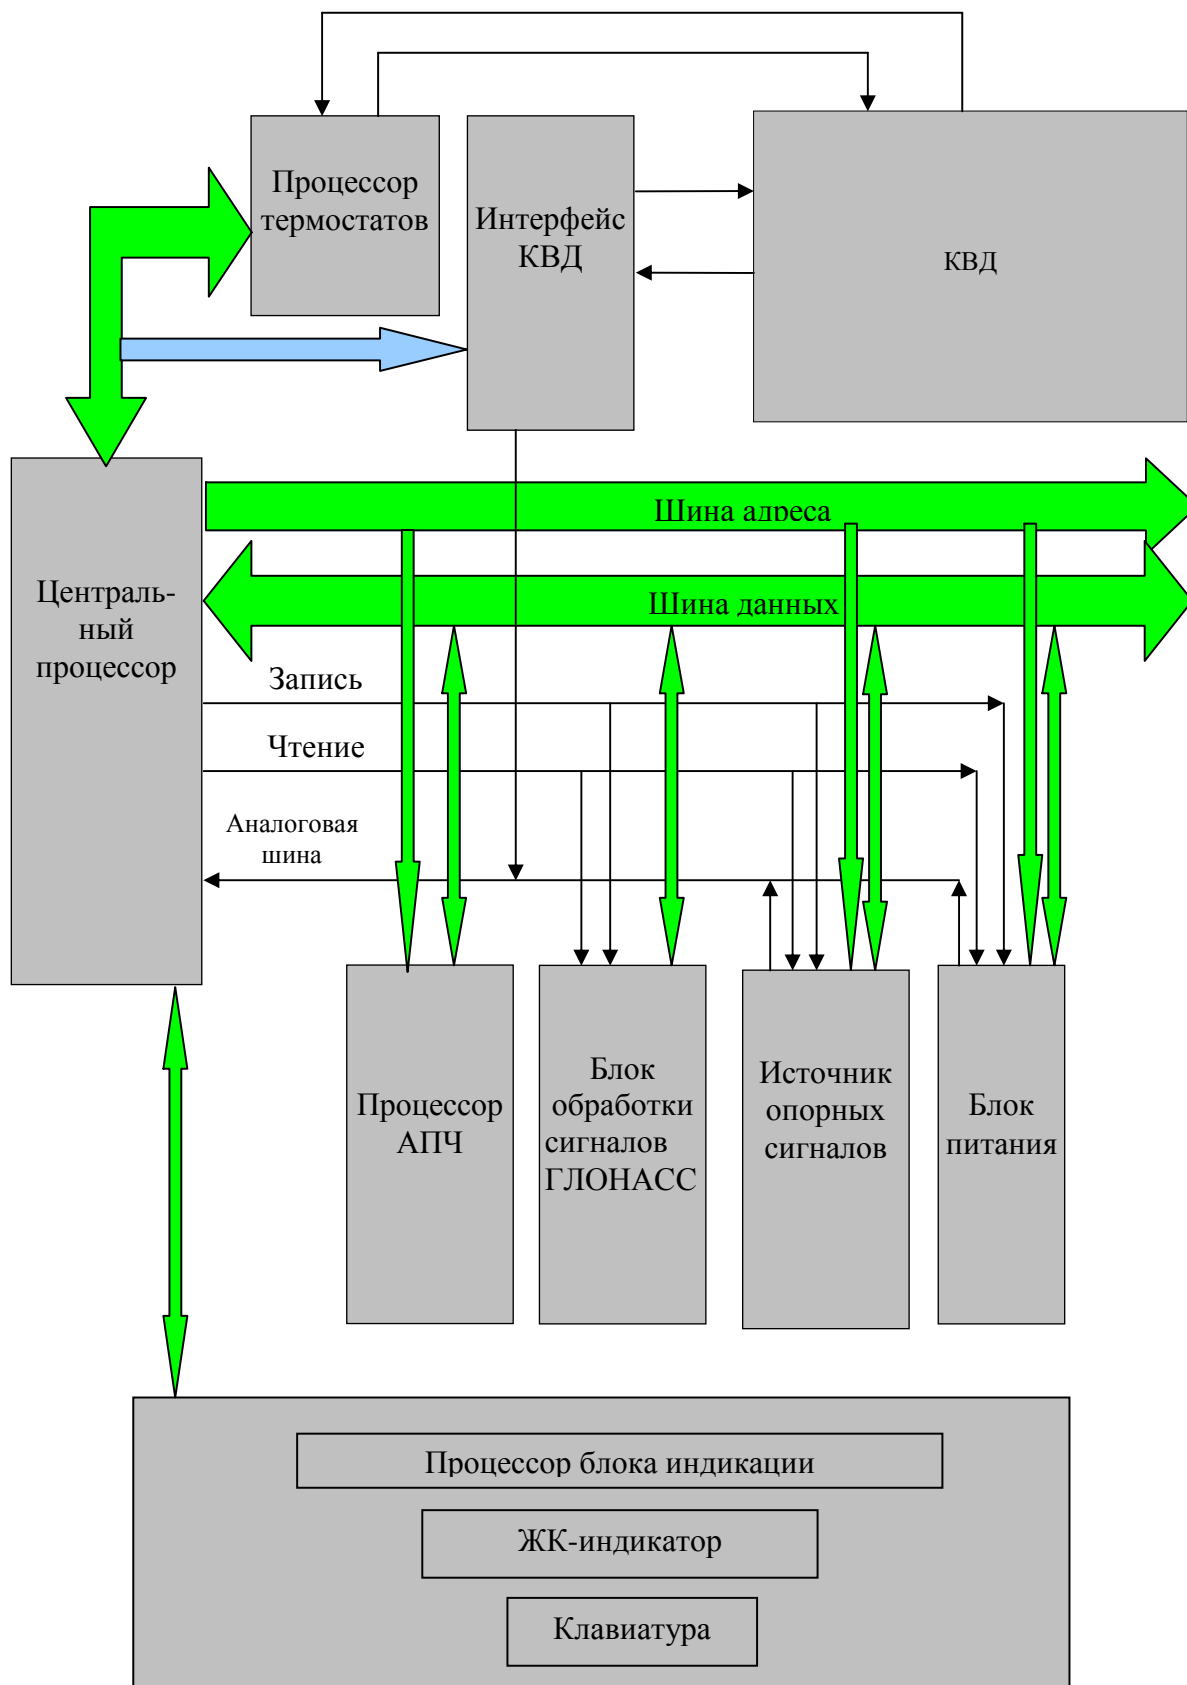 Процессор
термостатов
Интерфейс
КВД
КВД
Шина адреса
Шина данных
Централь-
ный
процессор
Запись
Чтение
Аналоговая
шина
Процессор
АПЧ
Блок
обработки
сигналов
ГЛОНАСС
Источник
опорных
сигналов
Блок
питания
Процессор блока индикации
ЖК-индикатор
Клавиатура